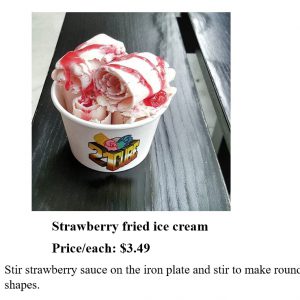 Strawberry fried ice cream
Price/each: $3.49
Stir strawberry sauce on the iron plate and stir to make round
shapes.